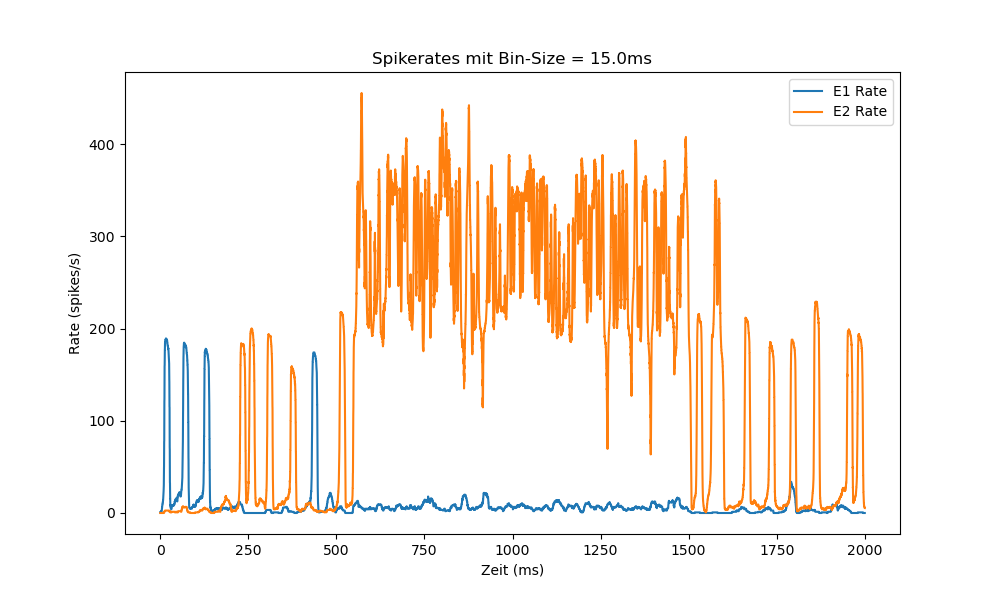 Spikerates mit Bin-Size = 15.0ms
E1 Rate
E2 Rate
Rate (spikes/s)
400
300
200
100
0
0 250 500 750 1000 1250 1500 1750 2000
Zeit (ms)